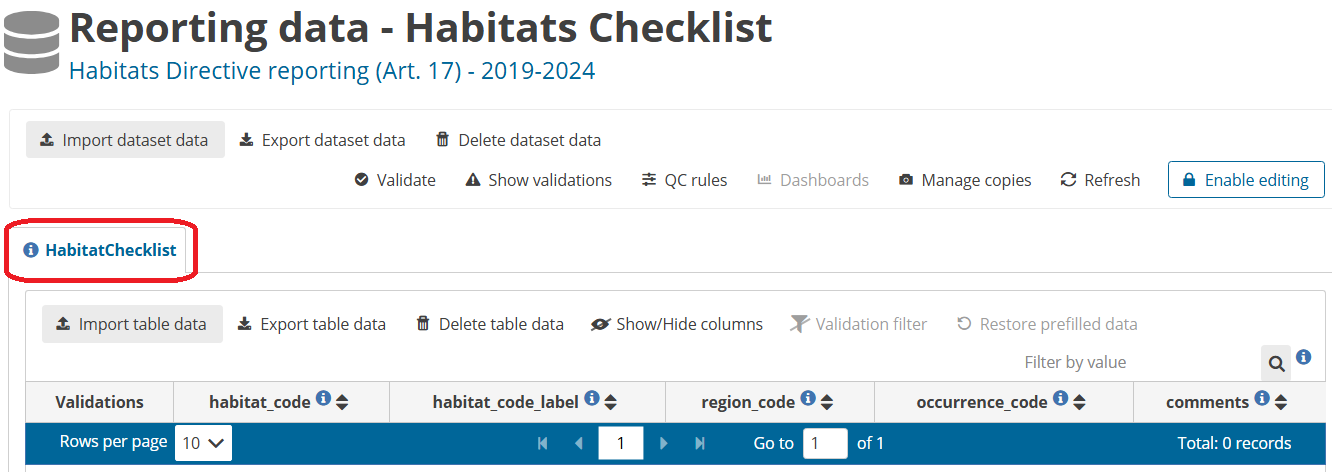 Reporting data - Habitats Checklist
Habitats Directive reporting (Art. 17) - 2019-2024
Import dataset data Export dataset data Delete dataset data
Validate Show validations QC rules Dashboards Manage copies Refresh Enable editing
HabitatChecklist
Import table data Export table data Delete table data Show/Hide columns Validation filter Restore prefilled data
Filter by value
Validations habitat_code habitat_code_label region_code occurrence_code comments
Rows per page 10 1 Go to 1 of 1 Total: 0 records